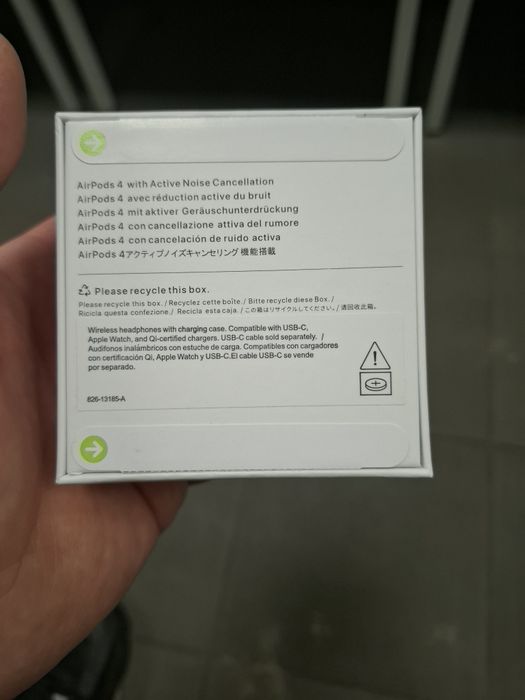 AirPods 4 with Active Noise Cancellation
AirPods 4 avec réduction active du bruit
AirPods 4 mit aktiver Geräuschunterdrückung
AirPods 4 con cancellazione attiva del rumore
AirPods 4 con cancelación de ruido activa
AirPods 4アクティブノイズキャンセリング 機能搭載
Please recycle this box.
Please recycle this box. / Recyclez cette boîte. / Bitte recycle diese Box. /
Ricicla questa confezione. / Recicla esta caja. / この箱はリサイクルしてください。/ 请回收此箱。
Wireless headphones with charging case. Compatible with USB-C,
Apple Watch, and Qi-certified chargers. USB-C cable sold separately. /
Audífonos inalámbricos con estuche de carga. Compatibles con cargadores
con certificación Qi, Apple Watch y USB-C.El cable USB-C se vende
por separado.
826-13185-A